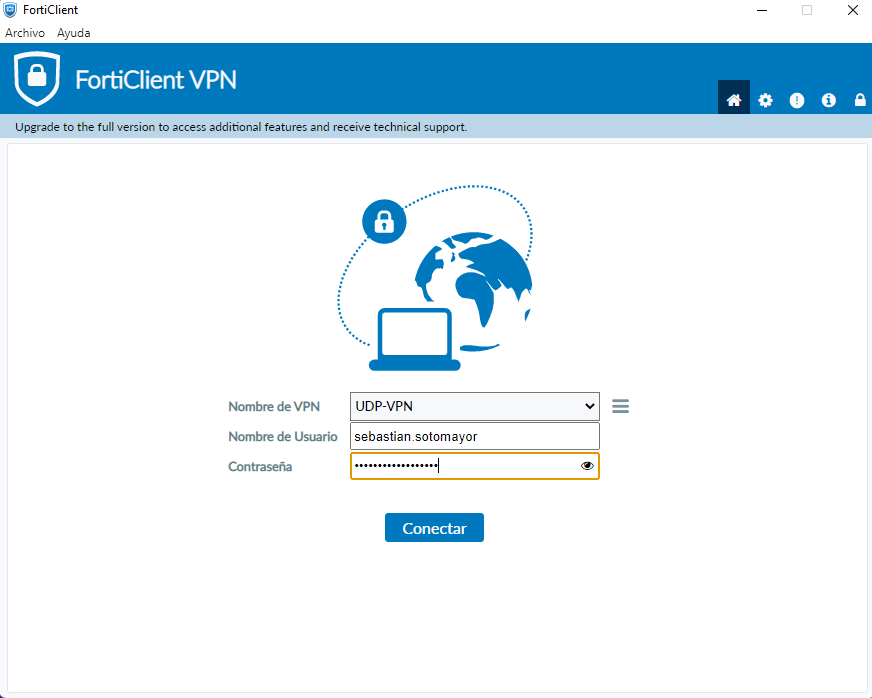 FortiClient
Archivo Ayuda
FortiClient VPN
Upgrade to the full version to access additional features and receive technical support.
Nombre de VPN UDP-VPN
Nombre de Usuario sebastian.sotomayor
Contraseña ••••••••••••••••••
Conectar